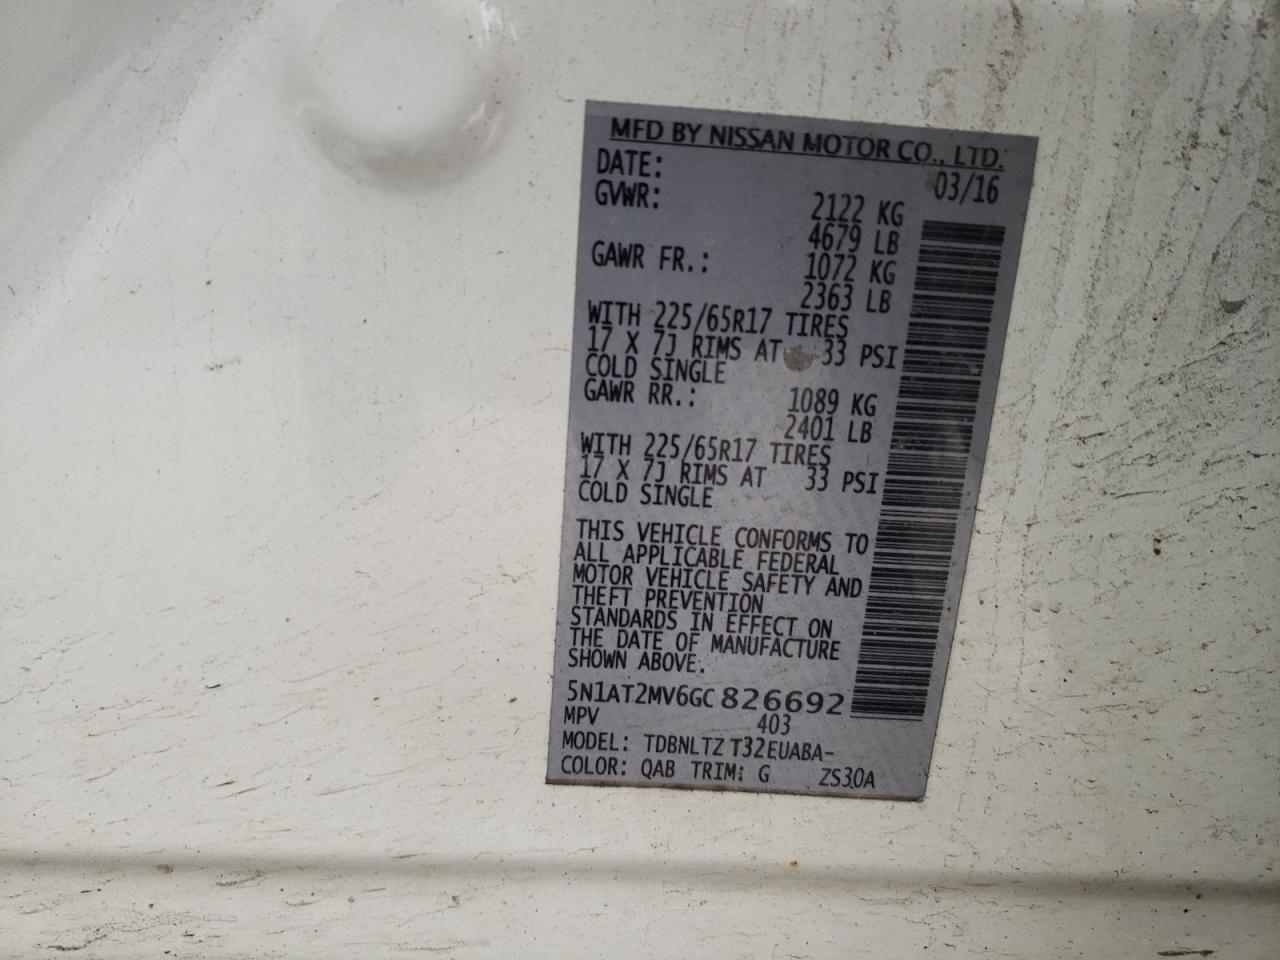 MFD BY NISSAN MOTOR CO., LTD.
DATE: 03/16
GVWR: 2122 KG
4679 LB
GAWR FR.: 1072 KG
2363 LB
WITH 225/65R17 TIRES
17 X 7J RIMS AT 33 PSI
COLD SINGLE
GAWR RR.: 1089 KG
2401 LB
WITH 225/65R17 TIRES
17 X 7J RIMS AT 33 PSI
COLD SINGLE
THIS VEHICLE CONFORMS TO
ALL APPLICABLE FEDERAL
MOTOR VEHICLE SAFETY AND
THEFT PREVENTION
STANDARDS IN EFFECT ON
THE DATE OF MANUFACTURE
SHOWN ABOVE.
5N1AT2MV6GC826692
MPV 403
MODEL: TDBNLTZ T32EUABA-
COLOR: QAB TRIM: G ZS30A